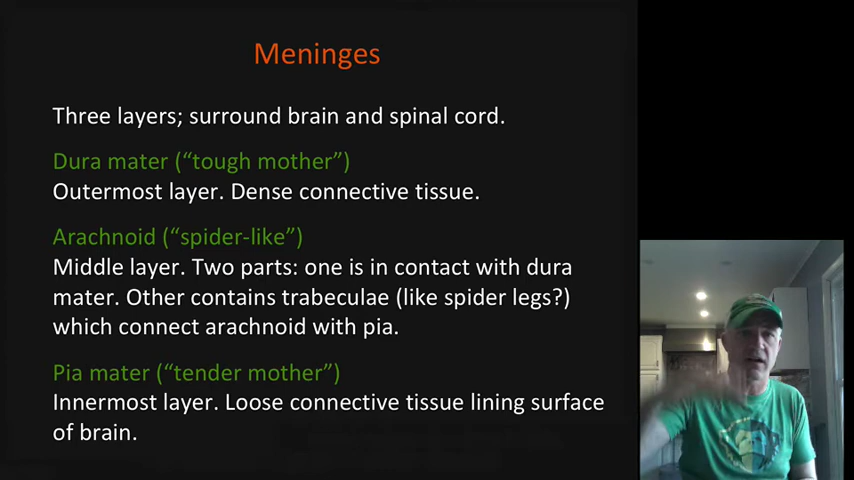 Meninges
Three layers; surround brain and spinal cord.
Dura mater (“tough mother”)
Outermost layer. Dense connective tissue.
Arachnoid (“spider-like”)
Middle layer. Two parts: one is in contact with dura
mater. Other contains trabeculae (like spider legs?)
which connect arachnoid with pia.
Pia mater (“tender mother”)
Innermost layer. Loose connective tissue lining surface
of brain.